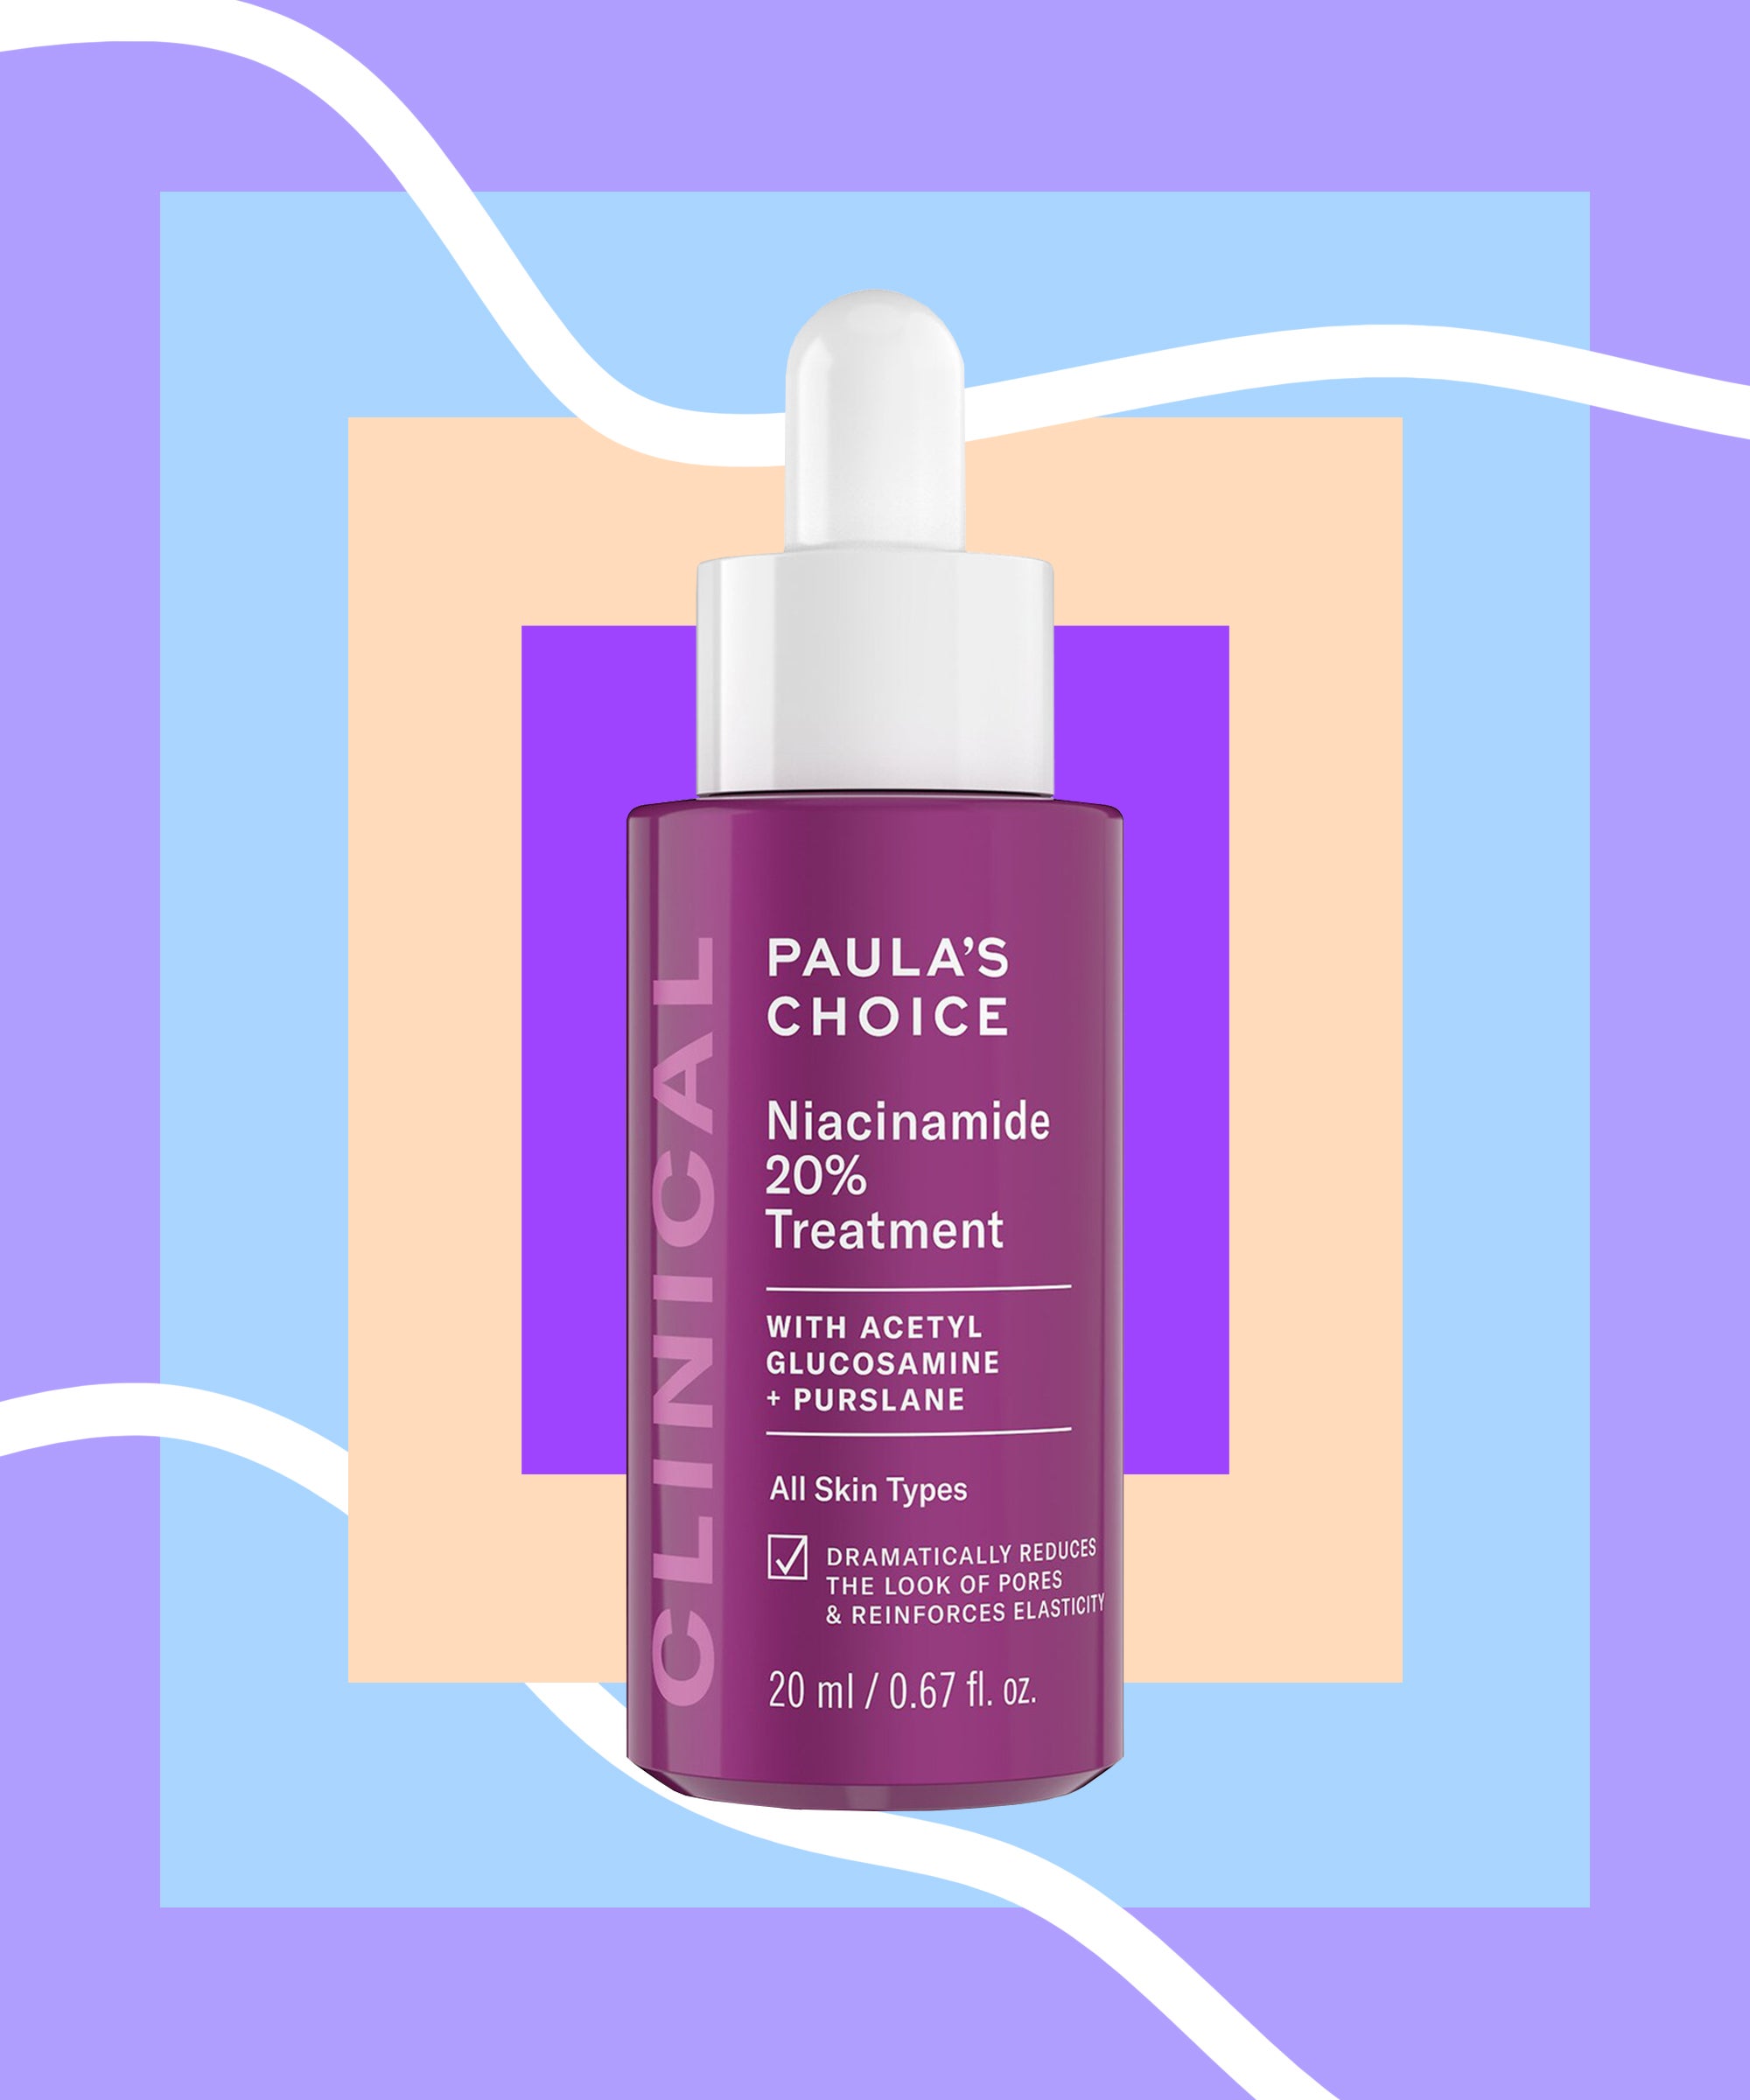 CLINICAL
PAULA'S
CHOICE
Niacinamide
20%
Treatment
WITH ACETYL
GLUCOSAMINE
+ PURSLANE
All Skin Types
DRAMATICALLY REDUCES
THE LOOK OF PORES
& REINFORCES ELASTICITY
20 ml / 0.67 fl. oz.